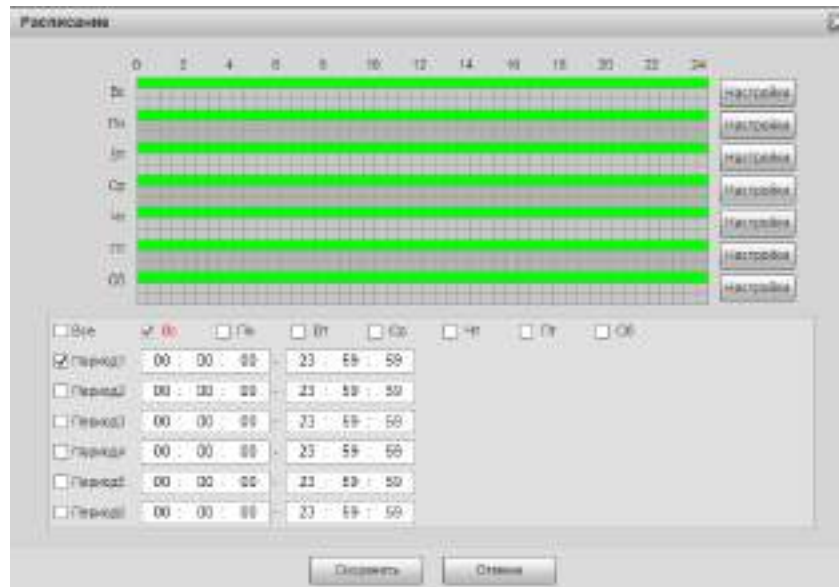 Расписание
0 2 4 6 8 10 12 14 16 18 20 22 24
Вс Настройка
Пн Настройка
Вт Настройка
Ср Настройка
Чт Настройка
Пт Настройка
Сб Настройка
Все Вс Пн Вт Ср Чт Пт Сб
Период1 00 : 00 : 00 - 23 : 59 : 59
Период2 00 : 00 : 00 - 23 : 59 : 59
Период3 00 : 00 : 00 - 23 : 59 : 59
Период4 00 : 00 : 00 - 23 : 59 : 59
Период5 00 : 00 : 00 - 23 : 59 : 59
Период6 00 : 00 : 00 - 23 : 59 : 59
Сохранить Отмена